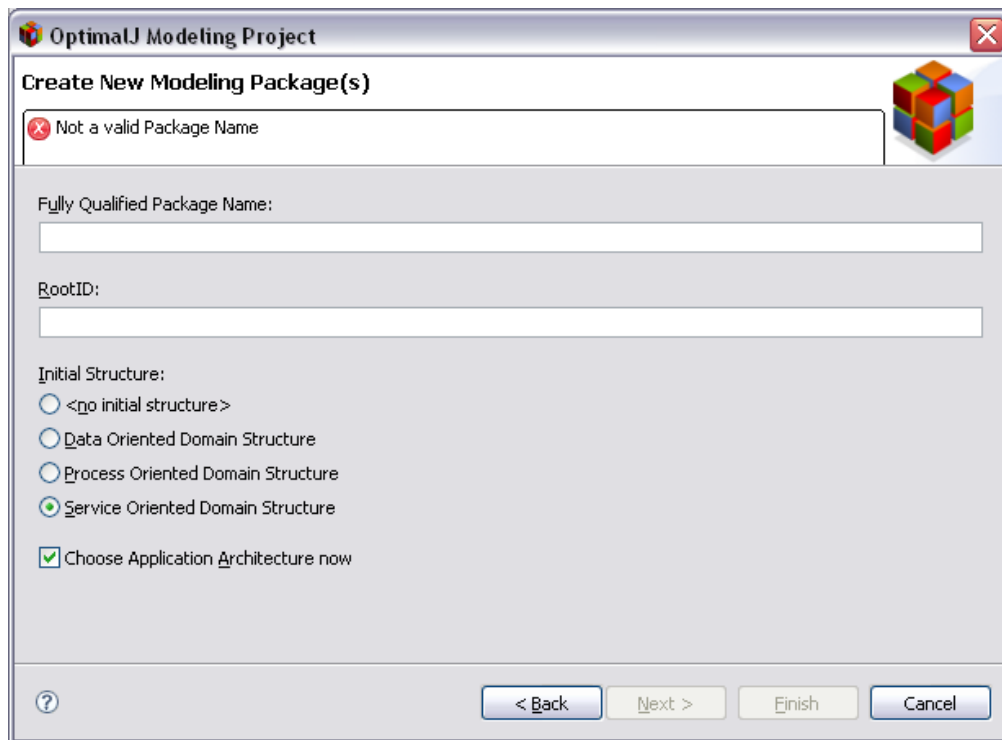 OptimalJ Modeling Project
Create New Modeling Package(s)
Not a valid Package Name
Fully Qualified Package Name:
RootID:
Initial Structure:
<no initial structure>
Data Oriented Domain Structure
Process Oriented Domain Structure
Service Oriented Domain Structure
Choose Application Architecture now
?
< Back
Next >
Finish
Cancel